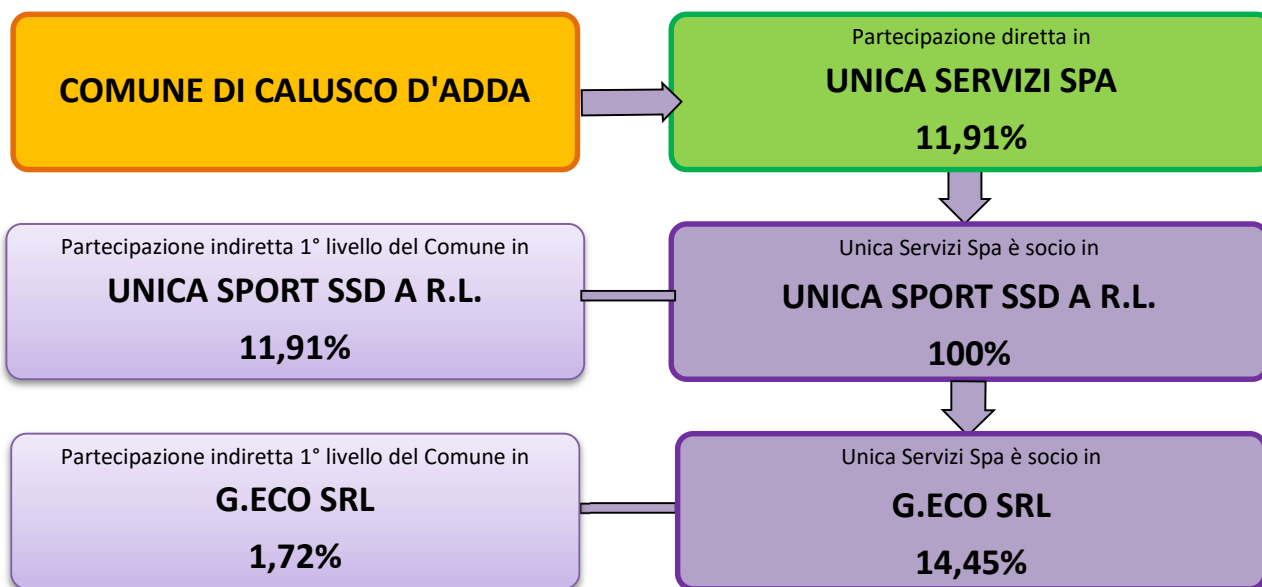 COMUNE DI CALUSCO D'ADDA
Partecipazione diretta in
UNICA SERVIZI SPA
11,91%
Partecipazione indiretta 1° livello del Comune in
UNICA SPORT SSD A R.L.
11,91%
Unica Servizi Spa è socio in
UNICA SPORT SSD A R.L.
100%
Partecipazione indiretta 1° livello del Comune in
G.ECO SRL
1,72%
Unica Servizi Spa è socio in
G.ECO SRL
14,45%